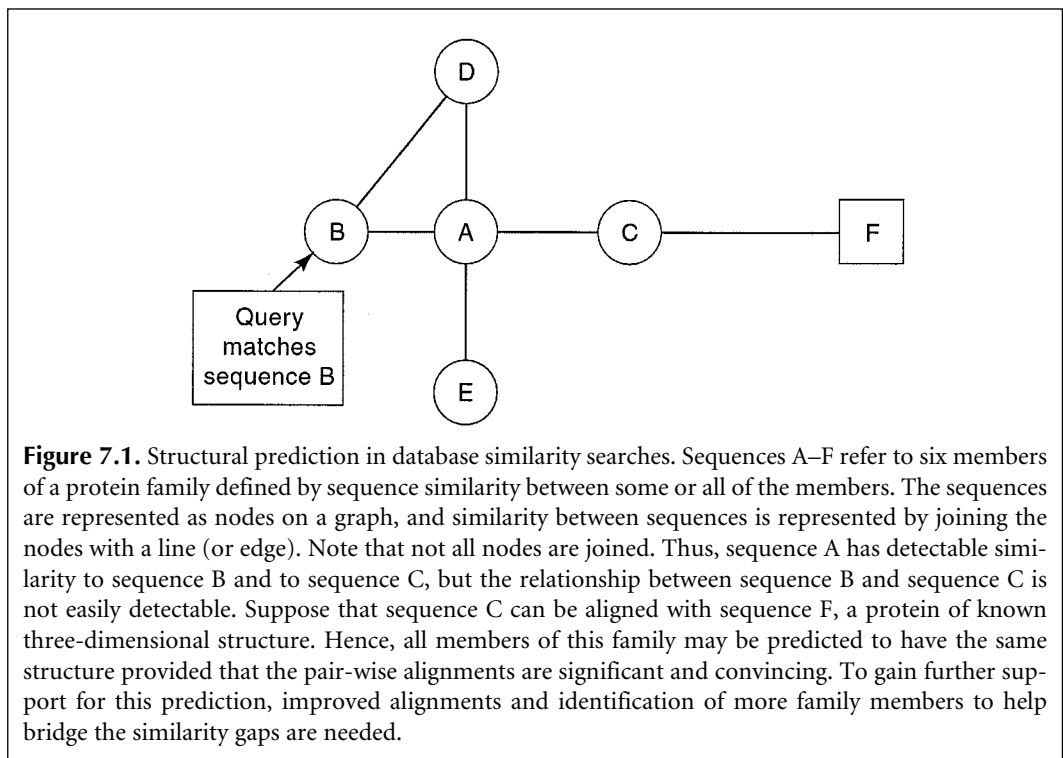 D
B
A
C
F
Query
matches
sequence B
E
Figure 7.1. Structural prediction in database similarity searches. Sequences A–F refer to six members
of a protein family defined by sequence similarity between some or all of the members. The sequences
are represented as nodes on a graph, and similarity between sequences is represented by joining the
nodes with a line (or edge). Note that not all nodes are joined. Thus, sequence A has detectable simi-
larity to sequence B and to sequence C, but the relationship between sequence B and sequence C is
not easily detectable. Suppose that sequence C can be aligned with sequence F, a protein of known
three-dimensional structure. Hence, all members of this family may be predicted to have the same
structure provided that the pair-wise alignments are significant and convincing. To gain further sup-
port for this prediction, improved alignments and identification of more family members to help
bridge the similarity gaps are needed.